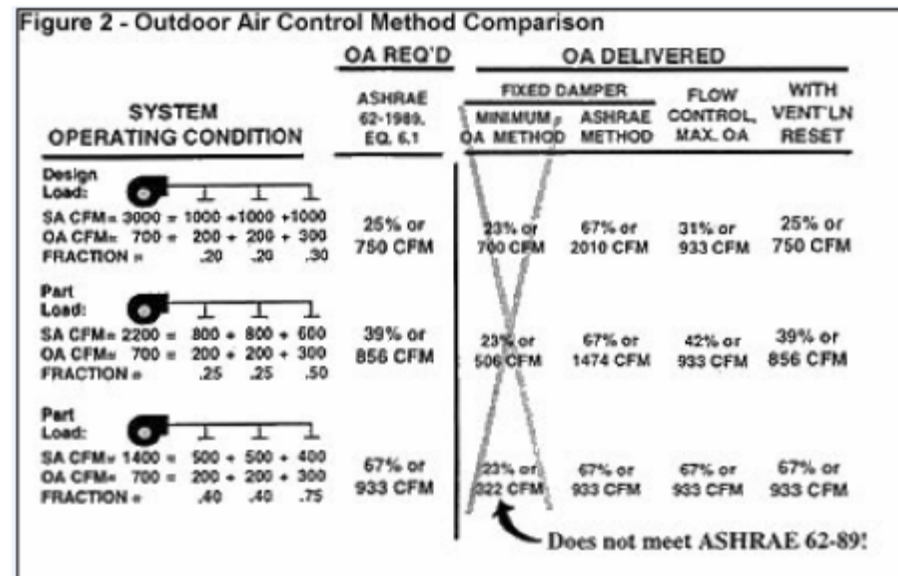 Figure 2 - Outdoor Air Control Method Comparison
OA REQ'D OA DELIVERED
SYSTEM
OPERATING CONDITION
ASHRAE
62-1989,
EQ. 6.1
FIXED DAMPER
MINIMUM
OA METHOD
ASHRAE
METHOD
FLOW
CONTROL,
MAX. OA
WITH
VENT'LN
RESET
Design
Load:
SA CFM= 3000 = 1000 +1000 +1000
OA CFM= 700 = 200 + 200 + 300
FRACTION = .20 .20 .30
25% or
750 CFM
23% or
700 CFM
67% or
2010 CFM
31% or
933 CFM
25% or
750 CFM
Part
Load:
SA CFM= 2200 = 800 + 800 + 600
OA CFM= 700 = 200 + 200 + 300
FRACTION = .25 .25 .50
39% or
856 CFM
23% or
506 CFM
67% or
1474 CFM
42% or
933 CFM
39% or
856 CFM
Part
Load:
SA CFM= 1400 = 500 + 500 + 400
OA CFM= 700 = 200 + 200 + 300
FRACTION = .40 .40 .75
67% or
933 CFM
23% or
322 CFM
67% or
933 CFM
67% or
933 CFM
67% or
933 CFM
Does not meet ASHRAE 62-89!